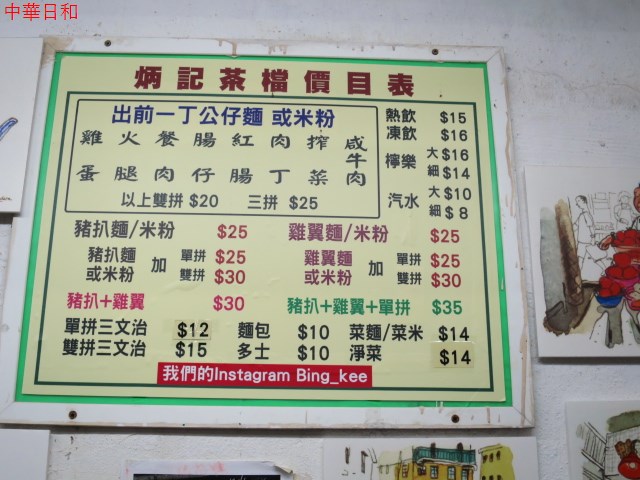 中華日和
炳記茶檔價目表
出前一丁公仔麵 或米粉
雞 火 餐 腸 紅 肉 搾 咸牛肉
蛋 腿 肉 仔 腸 丁 菜
以上雙拼 $20 三拼 $25
熱飲 $15
凍飲 $16
檸樂 大 $16
細 $14
汽水 大 $10
細 $8
豬扒麵/米粉 $25 雞翼麵/米粉 $25
豬扒麵或米粉 加 單拼 $25 雙拼 $30
雞翼麵或米粉 加 單拼 $25 雙拼 $30
豬扒+雞翼 $30 豬扒+雞翼+單拼 $35
單拼三文治 $12 麵包 $10 菜麵/菜米 $14
雙拼三文治 $15 多士 $10 淨菜 $14
我們的Instagram Bing_kee